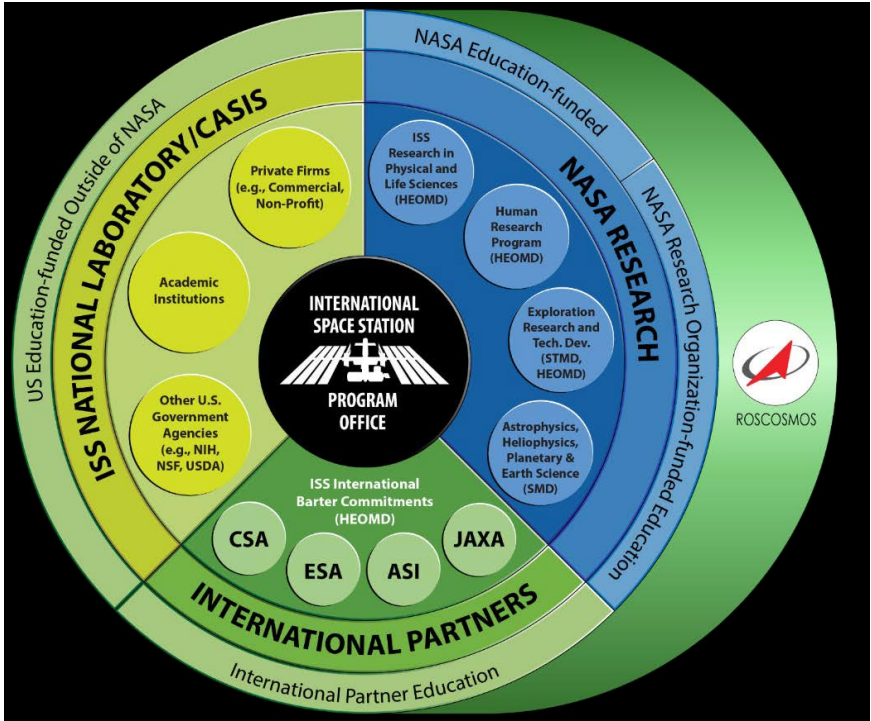 US Education-funded Outside of NASA
ISS NATIONAL LABORATORY/CASIS
Private Firms
(e.g., Commercial,
Non-Profit)
Academic
Institutions
Other U.S.
Government
Agencies
(e.g., NIH,
NSF, USDA)
NASA Education-funded
NASA Research Organization-funded Education
NASA RESEARCH
ISS
Research in
Physical and
Life Sciences
(HEOMD)
Human
Research
Program
(HEOMD)
Exploration
Research and
Tech. Dev.
(STMD,
HEOMD)
Astrophysics,
Heliophysics,
Planetary &
Earth Science
(SMD)
INTERNATIONAL
SPACE STATION
PROGRAM
OFFICE
ISS International
Barter Commitments
(HEOMD)
CSA
ESA
ASI
JAXA
INTERNATIONAL PARTNERS
International Partner Education
ROSCOSMOS